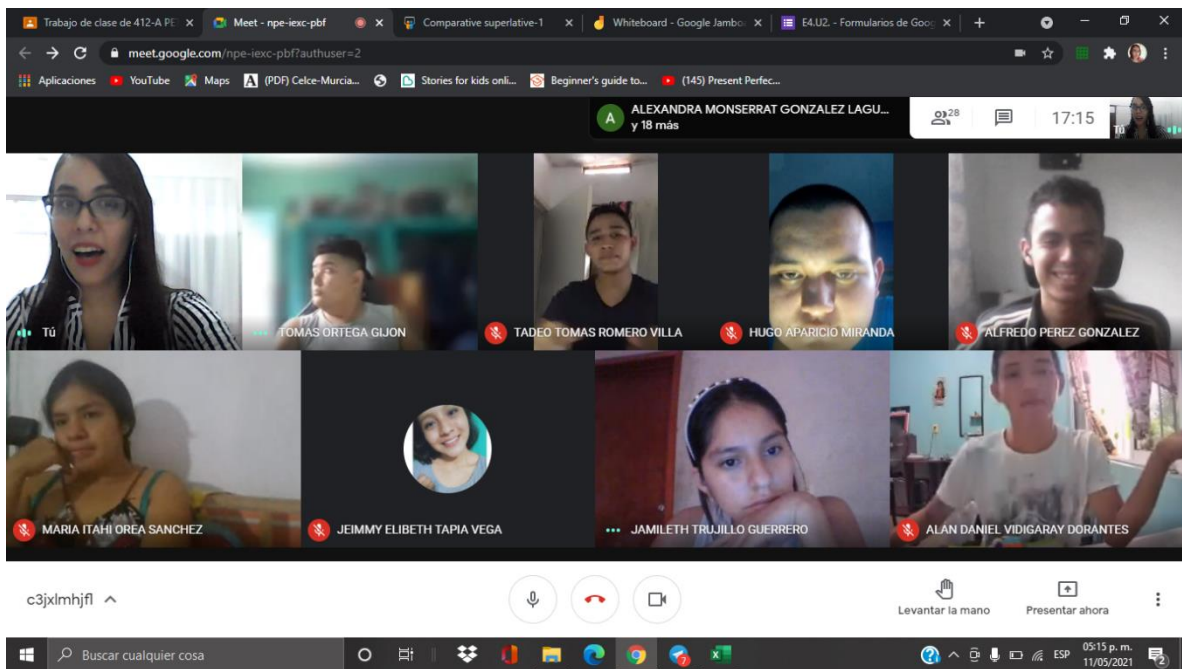 Trabajo de clase de 412-A PE
Meet - npe-iexc-pbf
Comparative superlative-1
Whiteboard - Google Jambo
E4.U2. - Formularios de Goog
meet.google.com/npe-iexc-pbf?authuser=2
Aplicaciones
YouTube
Maps
(PDF) Celce-Murcia...
Stories for kids onli...
Beginner's guide to...
(145) Present Perfec...
A
ALEXANDRA MONSERRAT GONZALEZ LAGU...
y 18 más
28
17:15
Tú
Tú
TOMAS ORTEGA GIJON
TADEO TOMAS ROMERO VILLA
HUGO APARICIO MIRANDA
ALFREDO PEREZ GONZALEZ
MARIA ITAHI OREA SANCHEZ
JEIMMY ELIBETH TAPIA VEGA
JAMILETH TRUJILLO GUERRERO
ALAN DANIEL VIDIGARAY DORANTES
c3jxlmhjfl
Levantar la mano
Presentar ahora
Buscar cualquier cosa
ESP
05:15 p. m.
11/05/2021
2